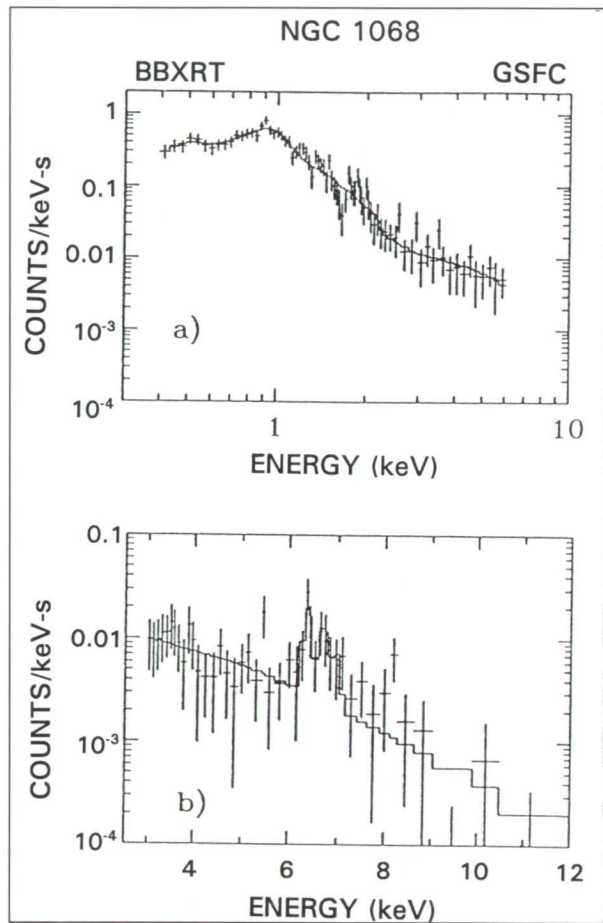 NGC 1068
BBXRT GSFC
1
0.1
0.01
10⁻³
10⁻⁴
COUNTS/keV-s
a)
1 10
ENERGY (keV)
0.1
0.01
10⁻³
10⁻⁴
COUNTS/keV-s
b)
4 6 8 10 12
ENERGY (keV)